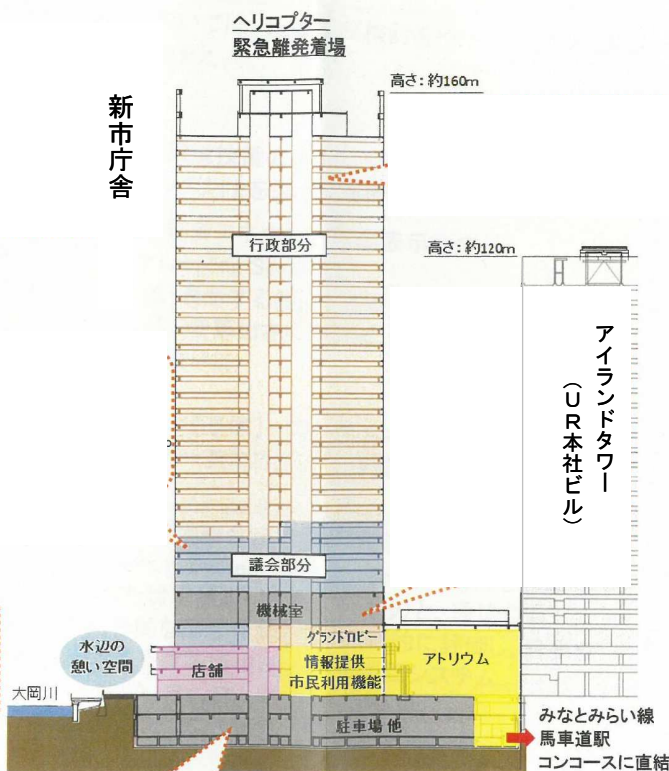 ヘリコプター
緊急離発着場
高さ：約160m
新市庁舎
行政部分
高さ：約120m
アイランドタワー
（ＵＲ本社ビル）
議会部分
機械室
グランドロビー
水辺の
憩い空間
店舗
情報提供
市民利用機能
アトリウム
大岡川
駐車場他
みなとみらい線
馬車道駅
コンコースに直結